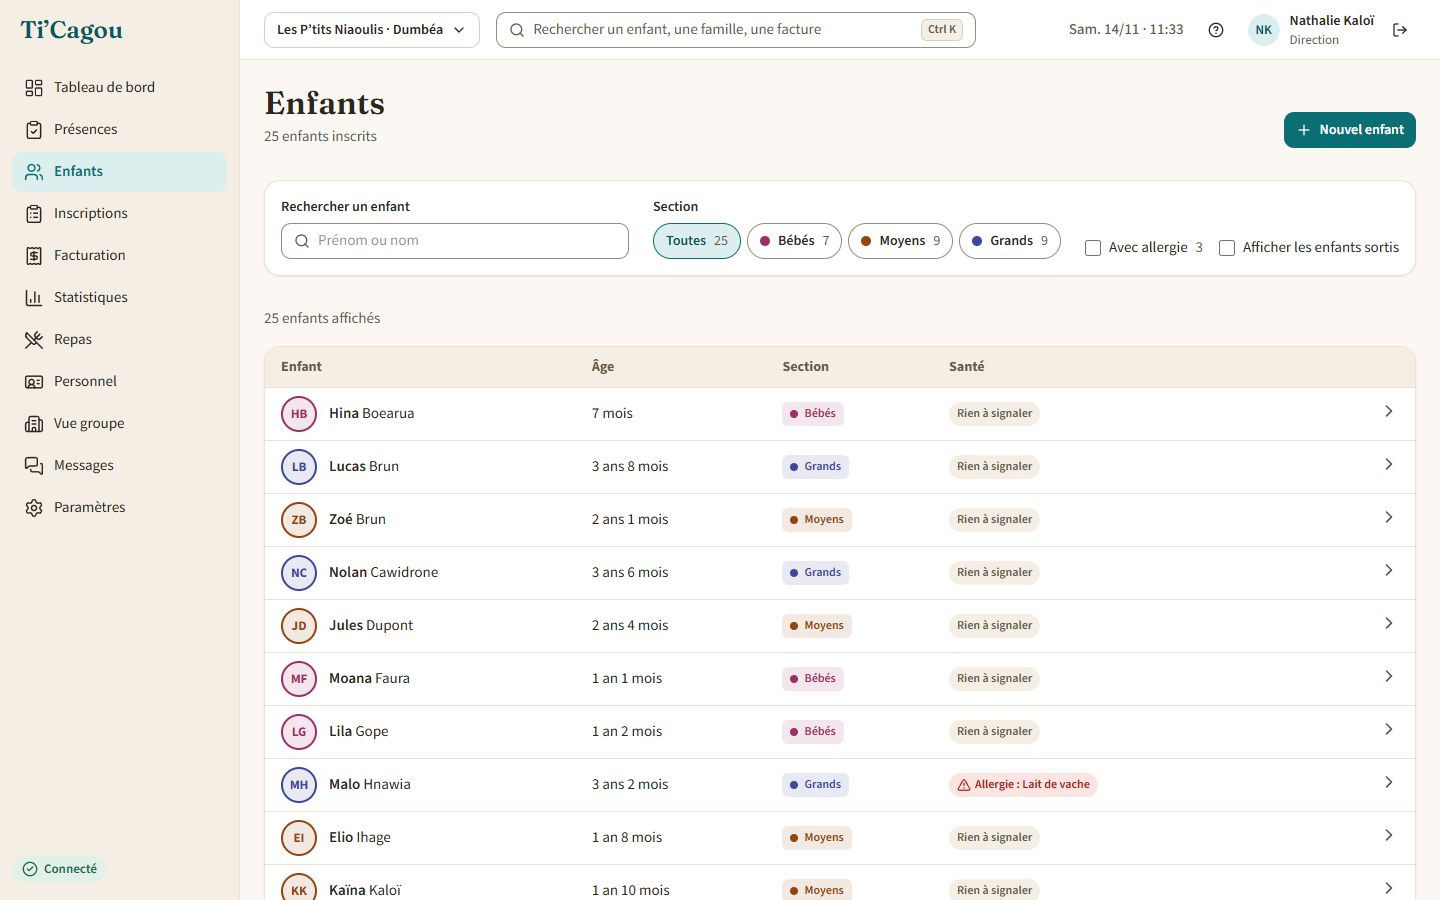 Ti’Cagou
Tableau de bord
Présences
Enfants
Inscriptions
Facturation
Statistiques
Repas
Personnel
Vue groupe
Messages
Paramètres
Connecté
Les P’tits Niaoulis · Dumbéa
Rechercher un enfant, une famille, une facture
Ctrl K
Sam. 14/11 · 11:33
NK
Nathalie Kaloï
Direction
Enfants
25 enfants inscrits
Nouvel enfant
Rechercher un enfant
Prénom ou nom
Section
Toutes 25
Bébés 7
Moyens 9
Grands 9
Avec allergie 3
Afficher les enfants sortis
25 enfants affichés
Enfant Âge Section Santé
HB Hina Boearua 7 mois Bébés Rien à signaler
LB Lucas Brun 3 ans 8 mois Grands Rien à signaler
ZB Zoé Brun 2 ans 1 mois Moyens Rien à signaler
NC Nolan Cawidrone 3 ans 6 mois Grands Rien à signaler
JD Jules Dupont 2 ans 4 mois Moyens Rien à signaler
MF Moana Faura 1 an 1 mois Bébés Rien à signaler
LG Lila Gope 1 an 2 mois Bébés Rien à signaler
MH Malo Hnawia 3 ans 2 mois Grands Allergie : Lait de vache
EI Elio Ihage 1 an 8 mois Moyens Rien à signaler
KK Kaïna Kaloï 1 an 10 mois Moyens Rien à signaler